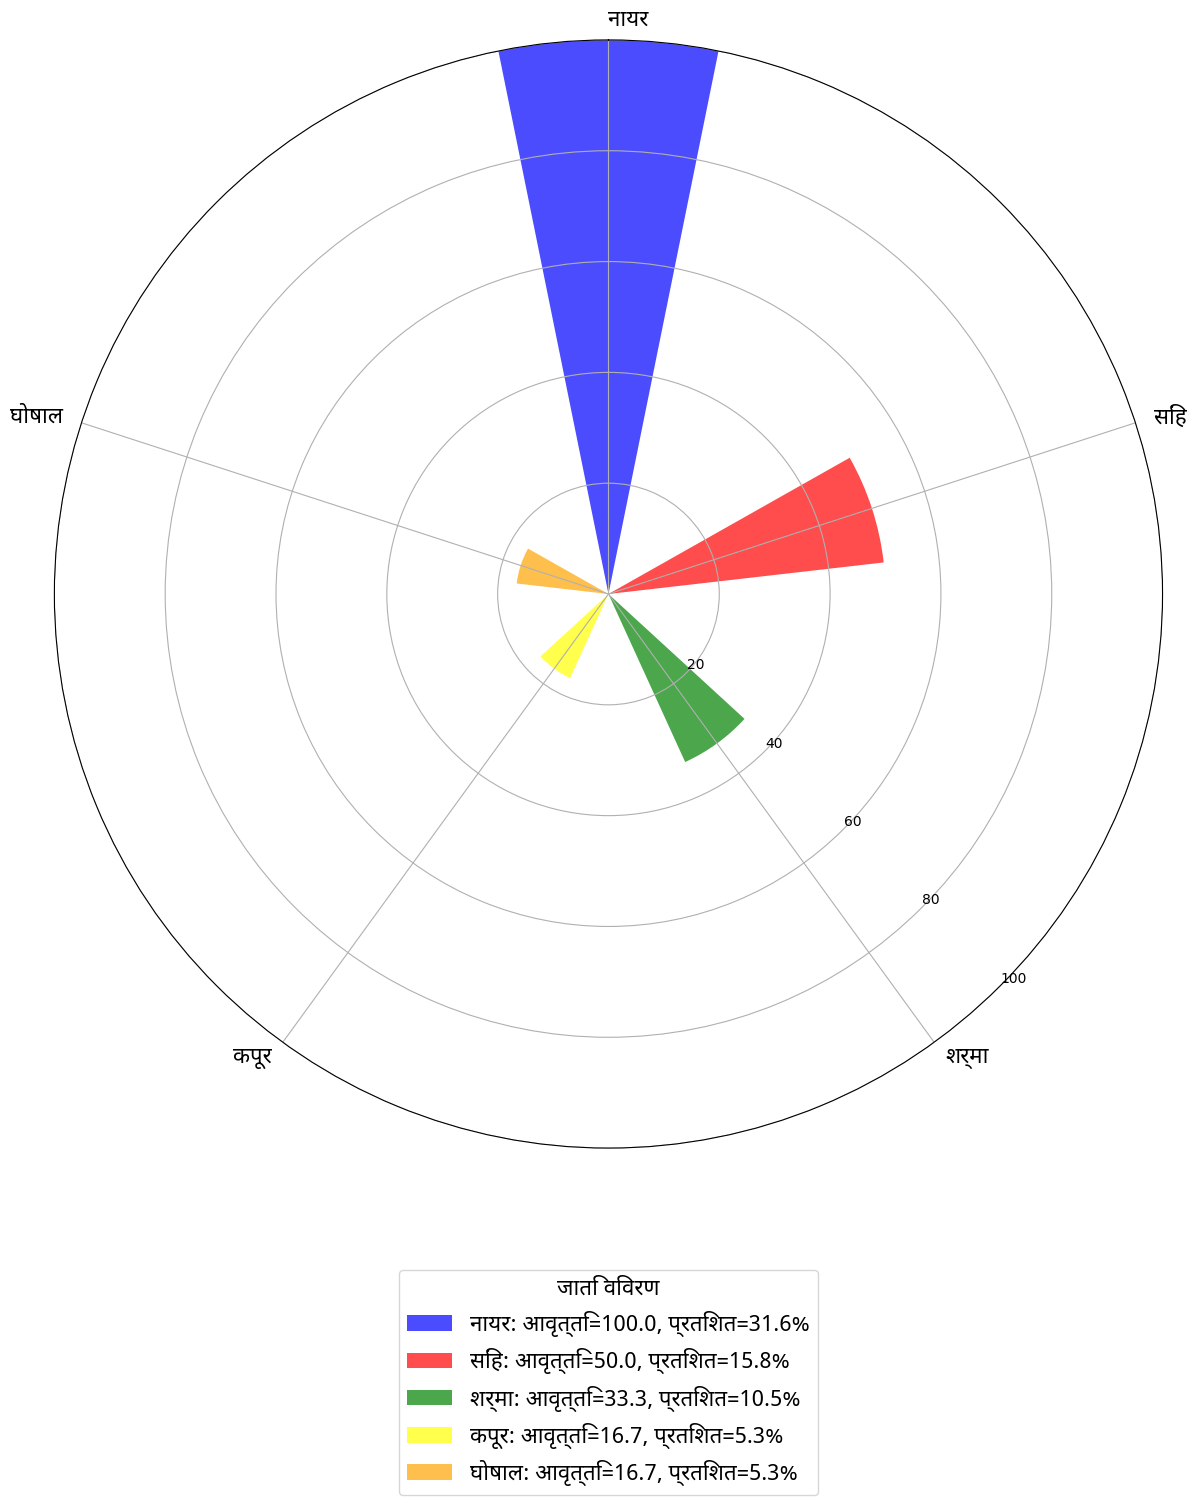 नायर
घोषाल
सिंह
20
40
60
80
100
कपूर
शर्मा
जाति विवरण
नायर: आवृत्ति=100.0, प्रतिशत=31.6%
सिंह: आवृत्ति=50.0, प्रतिशत=15.8%
शर्मा: आवृत्ति=33.3, प्रतिशत=10.5%
कपूर: आवृत्ति=16.7, प्रतिशत=5.3%
घोषाल: आवृत्ति=16.7, प्रतिशत=5.3%